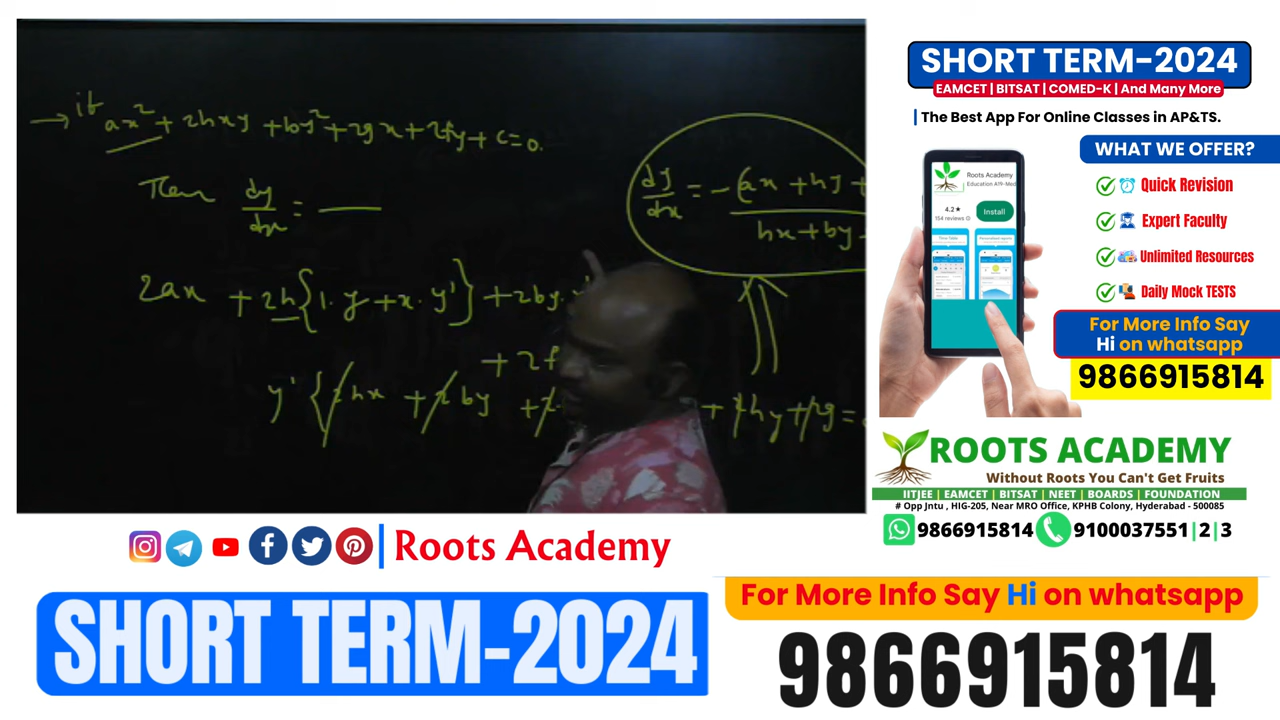 → if ax² + 2hxy + by² + 2gx + 2fy + c = 0.
Then dy/dx = ——
dy/dx = -(ax + hy +
hx + by
2ax + 2h{1·y + x·y'} + 2by·y'
+ 2f
y'{2hx + 2by + 2
+ 2hy + 2g =
SHORT TERM-2024
EAMCET | BITSAT | COMED-K | And Many More
The Best App For Online Classes in AP&TS.
WHAT WE OFFER?
Quick Revision
Expert Faculty
Unlimited Resources
Daily Mock TESTS
Roots Academy
Education
4.2★
Install
For More Info Say
Hi on whatsapp
9866915814
ROOTS ACADEMY
Without Roots You Can't Get Fruits
IITJEE | EAMCET | BITSAT | NEET | BOARDS | FOUNDATION
# Opp Jntu , HIG-205, Near MRO Office, KPHB Colony, Hyderabad - 500085
9866915814 9100037551|2|3
Roots Academy
SHORT TERM-2024
For More Info Say Hi on whatsapp
9866915814